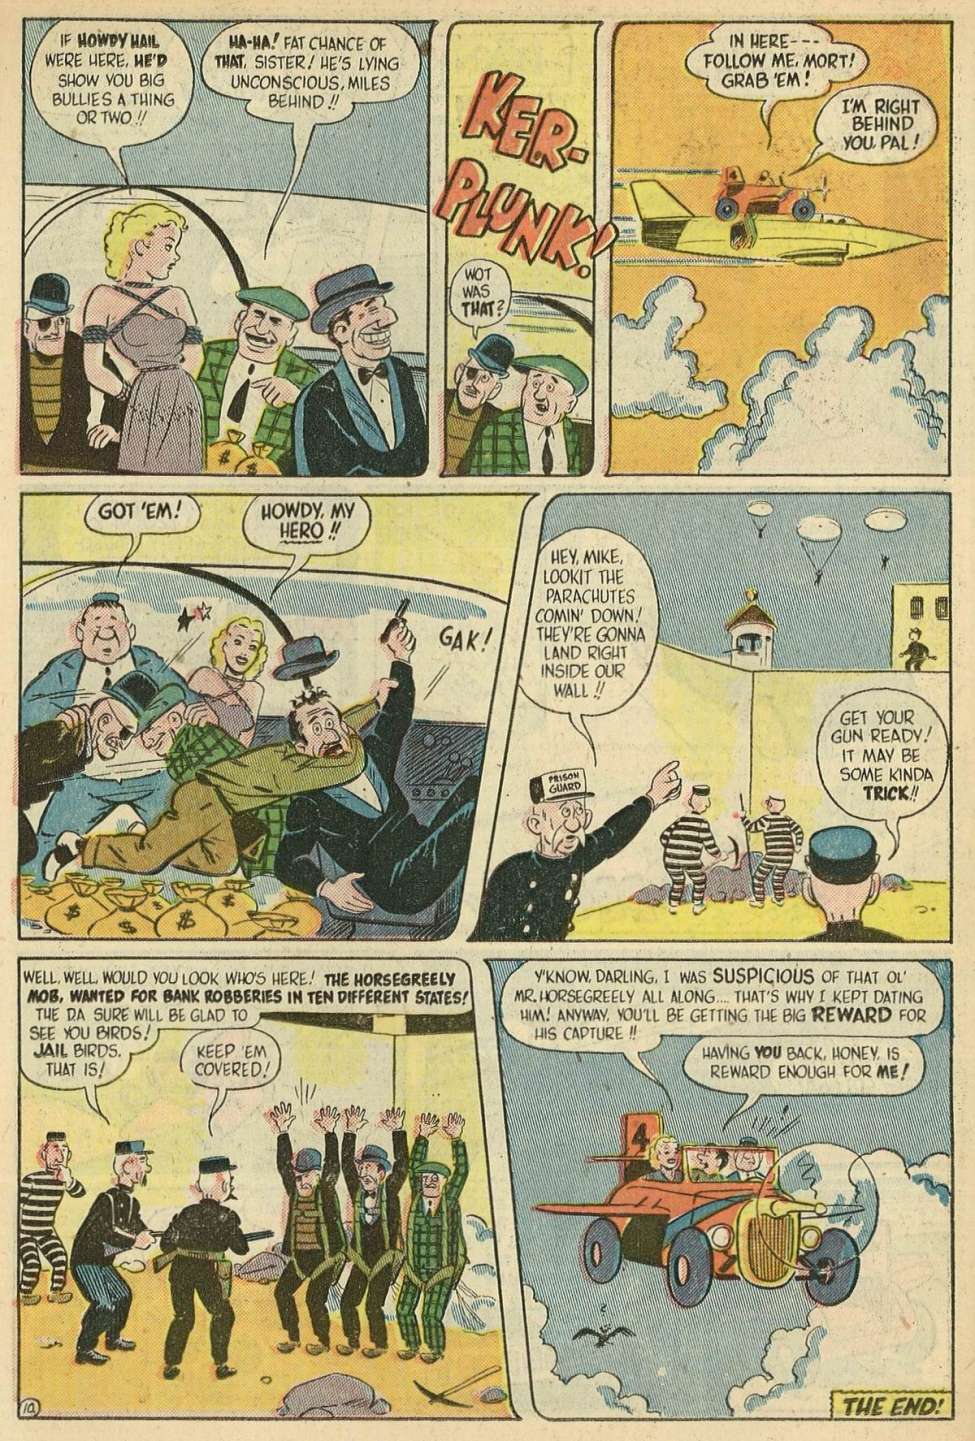 IF HOWDY HAIL
WERE HERE, HE'D
SHOW YOU BIG
BULLIES A THING
OR TWO!!
HA-HA! FAT CHANCE OF
THAT, SISTER! HE'S LYING
UNCONSCIOUS, MILES
BEHIND!!
KER-
PLUNK!
WOT
WAS
THAT?
IN HERE---
FOLLOW ME, MORT!
GRAB 'EM!
I'M RIGHT
BEHIND
YOU, PAL!
4
$ $
GOT 'EM!
HOWDY, MY
HERO!!
GAK!
$ $ $
HEY, MIKE,
LOOKIT THE
PARACHUTES
COMIN' DOWN!
THEY'RE GONNA
LAND RIGHT
INSIDE OUR
WALL!!
PRISON
GUARD
GET YOUR
GUN READY!
IT MAY BE
SOME KINDA
TRICK!!
WELL, WELL, WOULD YOU LOOK WHO'S HERE! THE HORSEGREELY
MOB, WANTED FOR BANK ROBBERIES IN TEN DIFFERENT STATES!
THE D.A. SURE WILL BE GLAD TO
SEE YOU BIRDS!
JAIL BIRDS,
THAT IS!
KEEP 'EM
COVERED!
Y'KNOW, DARLING, I WAS SUSPICIOUS OF THAT OL'
MR. HORSEGREELY ALL ALONG.... THAT'S WHY I KEPT DATING
HIM! ANYWAY, YOU'LL BE GETTING THE BIG REWARD FOR
HIS CAPTURE!!
HAVING YOU BACK, HONEY, IS
REWARD ENOUGH FOR ME!
4
10
THE END!